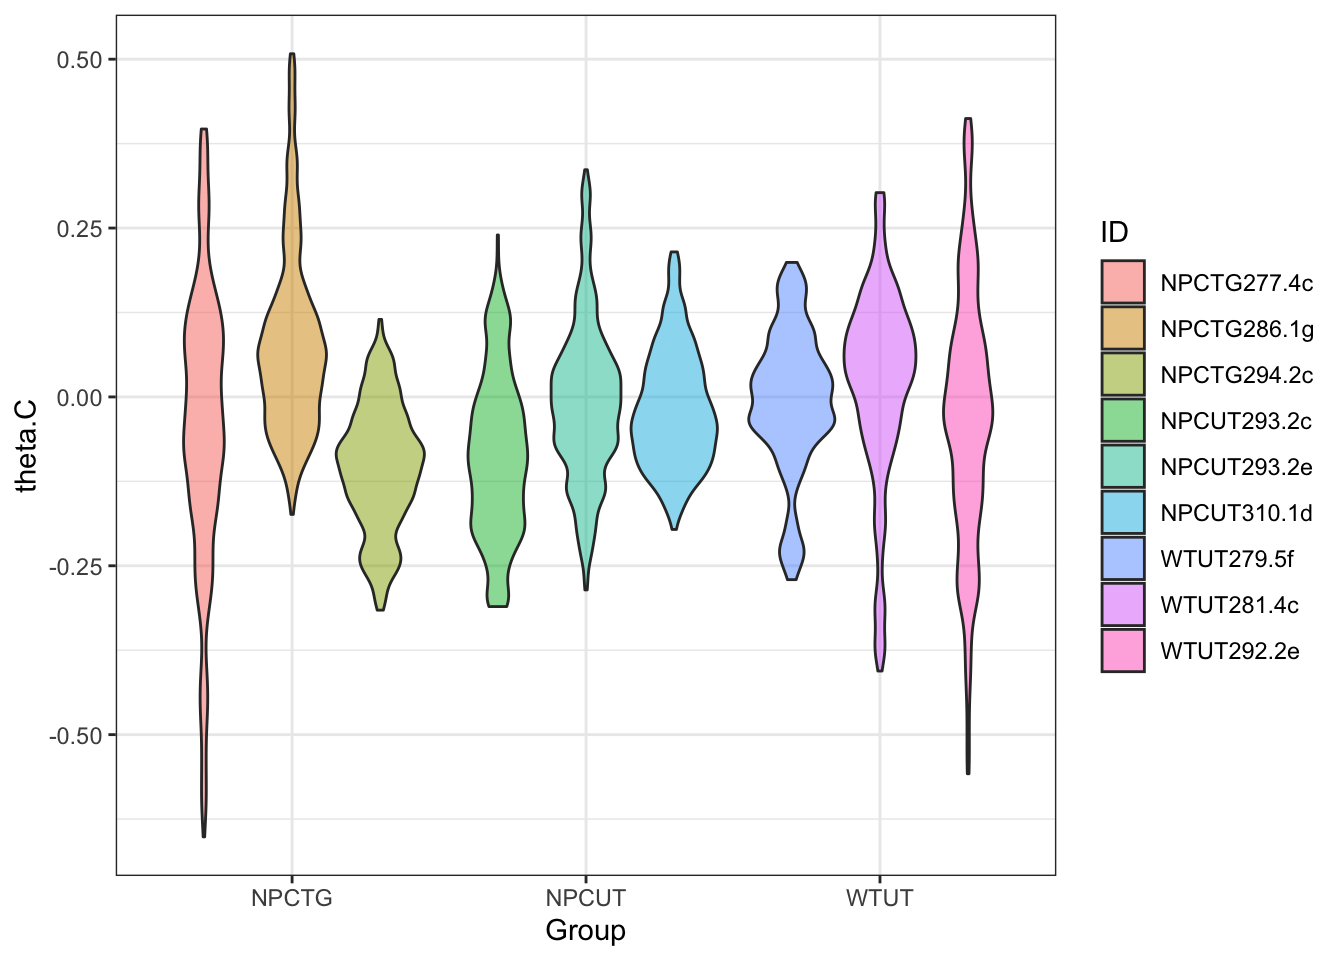 0.50
0.25
0.00
-0.25
-0.50
theta.C
NPCTG
NPCUT
WTUT
Group
ID
NPCTG277.4c
NPCTG286.1g
NPCTG294.2c
NPCUT293.2c
NPCUT293.2e
NPCUT310.1d
WTUT279.5f
WTUT281.4c
WTUT292.2e